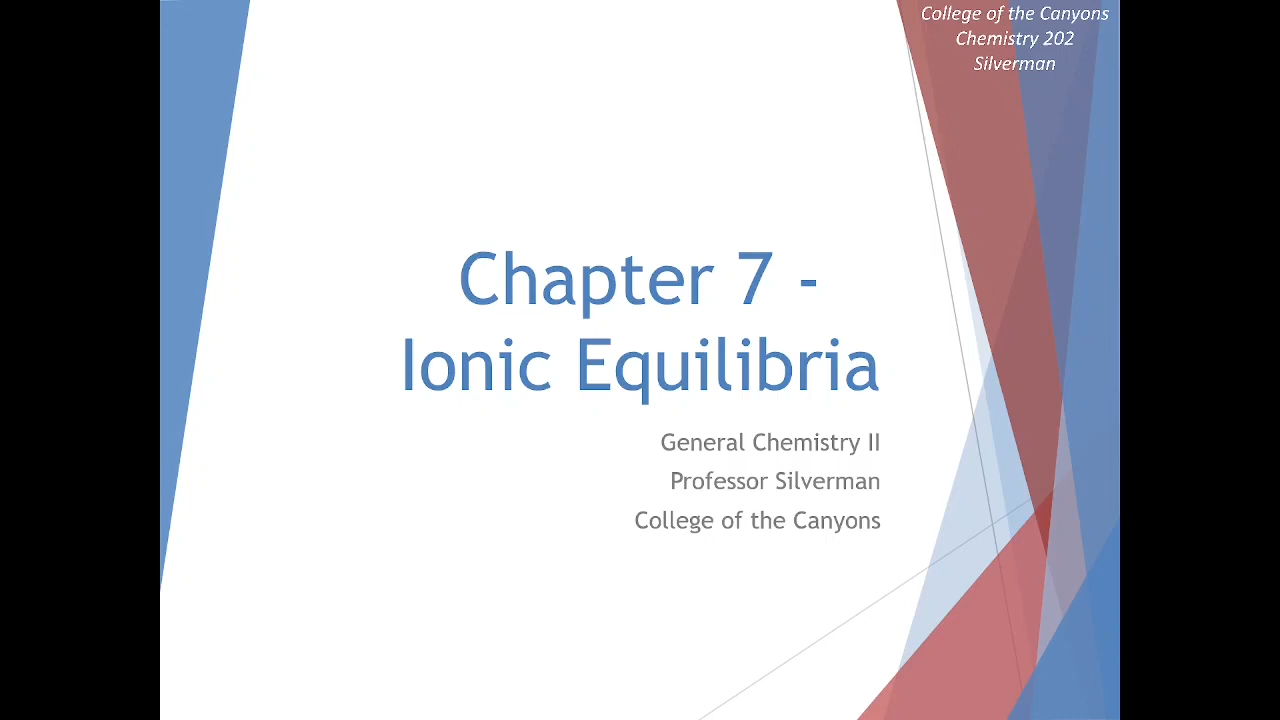 College of the Canyons
Chemistry 202
Silverman
Chapter 7 -
Ionic Equilibria
General Chemistry II
Professor Silverman
College of the Canyons